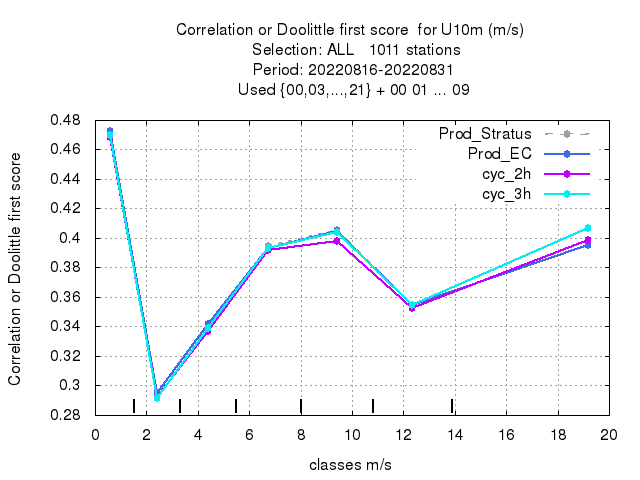 Correlation or Doolittle first score  for U10m (m/s)
Selection: ALL   1011 stations
Period: 20220816-20220831
Used {00,03,...,21} + 00 01 ... 09
Correlation or Doolittle first score
0.48
0.46
0.44
0.42
0.4
0.38
0.36
0.34
0.32
0.3
0.28
Prod_Stratus
Prod_EC
cyc_2h
cyc_3h
0 2 4 6 8 10 12 14 16 18 20
classes m/s